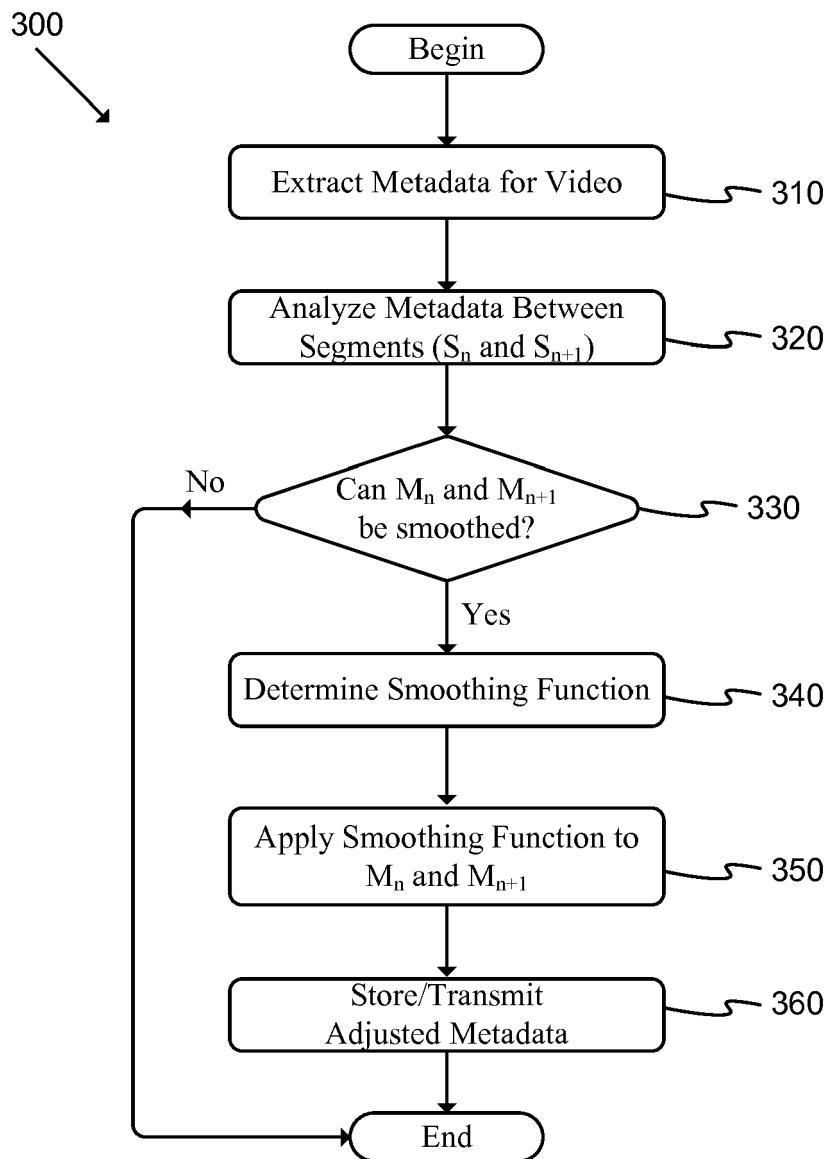 300
Begin
Extract Metadata for Video
310
Analyze Metadata Between
Segments (Sₙ and Sₙ₊₁)
320
No
Can Mₙ and Mₙ₊₁
be smoothed?
330
Yes
Determine Smoothing Function
340
Apply Smoothing Function to
Mₙ and Mₙ₊₁
350
Store/Transmit
Adjusted Metadata
360
End